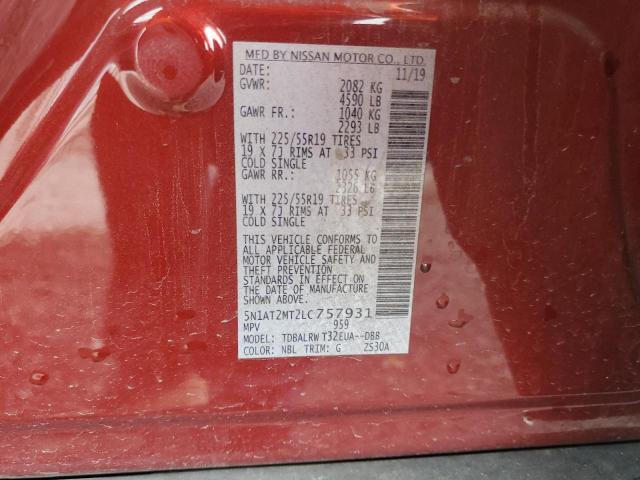 MFD BY NISSAN MOTOR CO., LTD.
DATE: 11/19
GVWR: 2082 KG
4590 LB
GAWR FR.: 1040 KG
2293 LB
WITH 225/55R19 TIRES
19 X 7J RIMS AT 33 PSI
COLD SINGLE
GAWR RR.: 1055 KG
2326 LB
WITH 225/55R19 TIRES
19 X 7J RIMS AT 33 PSI
COLD SINGLE
THIS VEHICLE CONFORMS TO
ALL APPLICABLE FEDERAL
MOTOR VEHICLE SAFETY AND
THEFT PREVENTION
STANDARDS IN EFFECT ON
THE DATE OF MANUFACTURE
SHOWN ABOVE.
5N1AT2MT2LC757931
MPV 959
MODEL: TDBALRW T32EUA--DBB
COLOR: NBL TRIM: G ZS30A